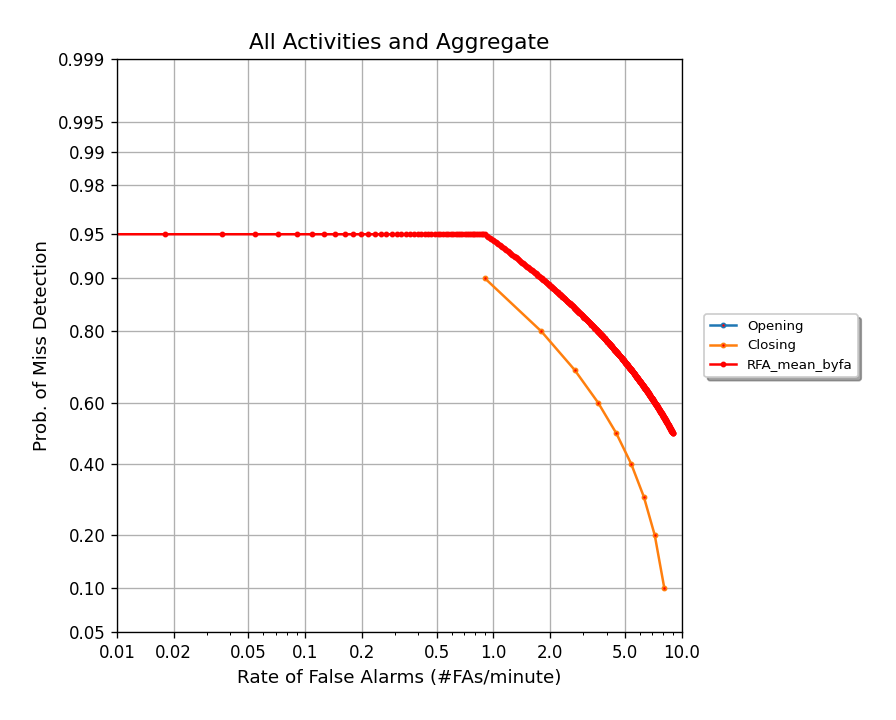 All Activities and Aggregate
0.999
0.995
0.99
0.98
0.95
0.90
0.80
0.60
0.40
0.20
0.10
0.05
Prob. of Miss Detection
0.01 0.02 0.05 0.1 0.2 0.5 1.0 2.0 5.0 10.0
Rate of False Alarms (#FAs/minute)
Opening
Closing
RFA_mean_byfa